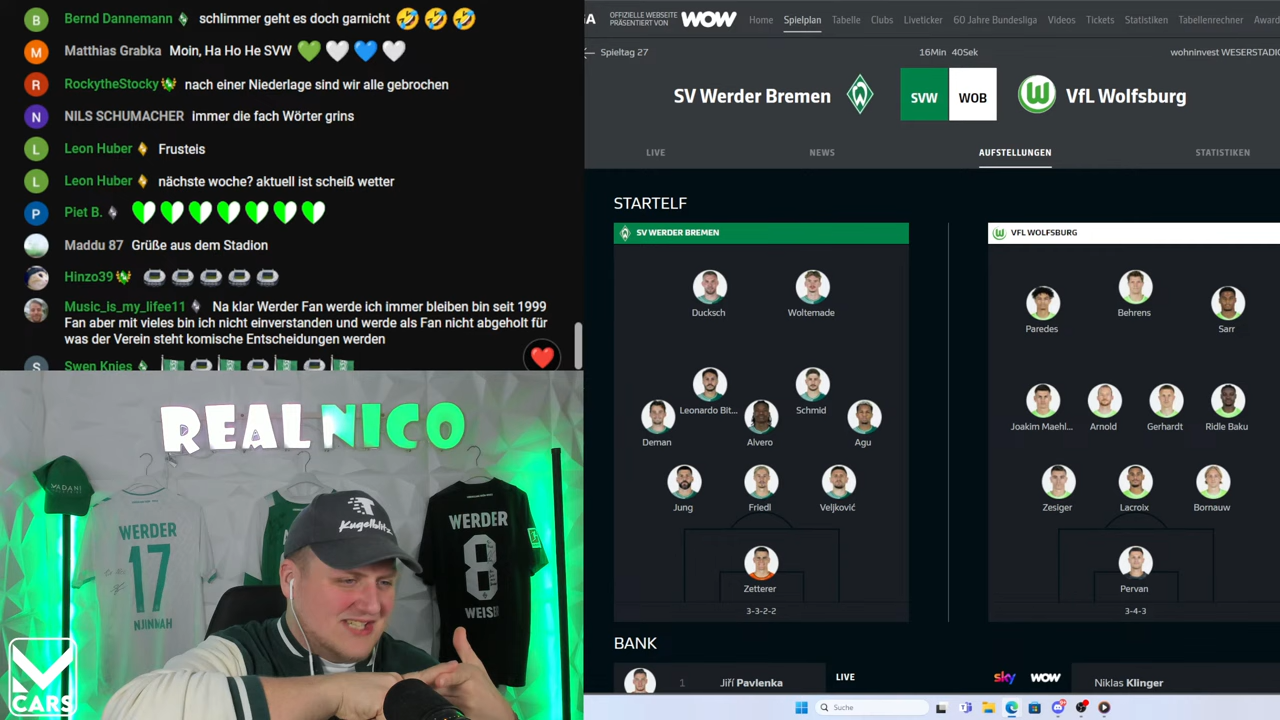 Bernd Dannemann schlimmer geht es doch garnicht 🤣 🤣 🤣
Matthias Grabka Moin, Ha Ho He SVW 💚 🤍 💙 🤍
RockytheStocky nach einer Niederlage sind wir alle gebrochen
NILS SCHUMACHER immer die fach Wörter grins
Leon Huber Frusteis
Leon Huber nächste woche? aktuell ist scheiß wetter
Piet B.
Maddu 87 Grüße aus dem Stadion
Hinzo39
Music_is_my_lifee11 Na klar Werder Fan werde ich immer bleiben bin seit 1999
Fan aber mit vieles bin ich nicht einverstanden und werde als Fan nicht abgeholt für
was der Verein steht komische Entscheidungen werden
Swen Knies
B
M
R
N
L
L
P
S
GA
OFFIZIELLE WEBSEITE
PRÄSENTIERT VON
WOW
Home Spielplan Tabelle Clubs Liveticker 60 Jahre Bundesliga Videos Tickets Statistiken Tabellenrechner Award
Spieltag 27
16Min 40Sek
wohninvest WESERSTADIO
SV Werder Bremen SVW WOB VfL Wolfsburg
LIVE NEWS AUFSTELLUNGEN STATISTIKEN
STARTELF
SV WERDER BREMEN
Ducksch Woltemade
Leonardo Bit... Schmid
Deman Alvero Agu
Jung Friedl Veljković
Zetterer
3-3-2-2
VFL WOLFSBURG
Paredes Behrens Sarr
Joakim Maehl... Arnold Gerhardt Ridle Baku
Zesiger Lacroix Bornauw
Pervan
3-4-3
BANK
1 Jiří Pavlenka
LIVE
sky WOW
Niklas Klinger
Suche
REALNICO
WERDER
17
NJINMAH
Kugelblitz
WERDER
8
CARS